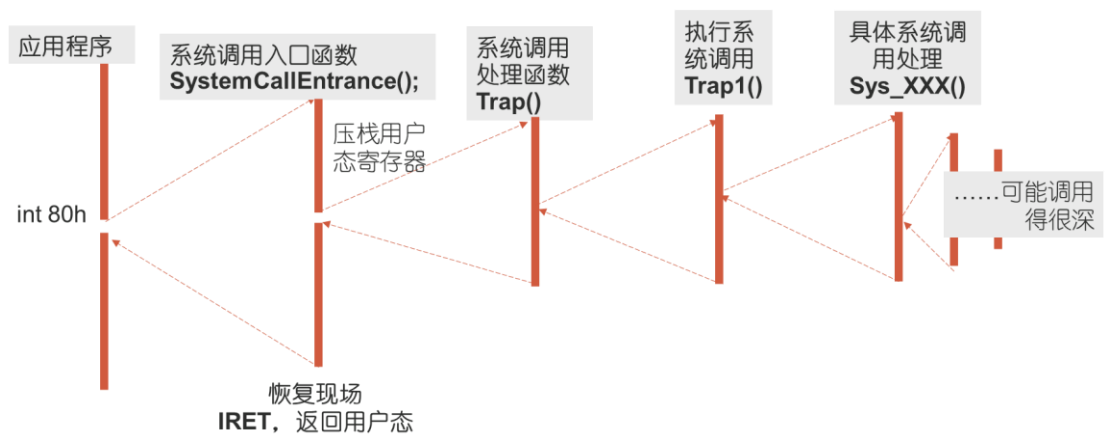 应用程序
系统调用入口函数
SystemCallEntrance();
系统调用
处理函数
Trap()
执行系
统调用
Trap1()
具体系统调
用处理
Sys_XXX()
压栈用户
态寄存器
int 80h
……可能调用
得很深
恢复现场
IRET，返回用户态